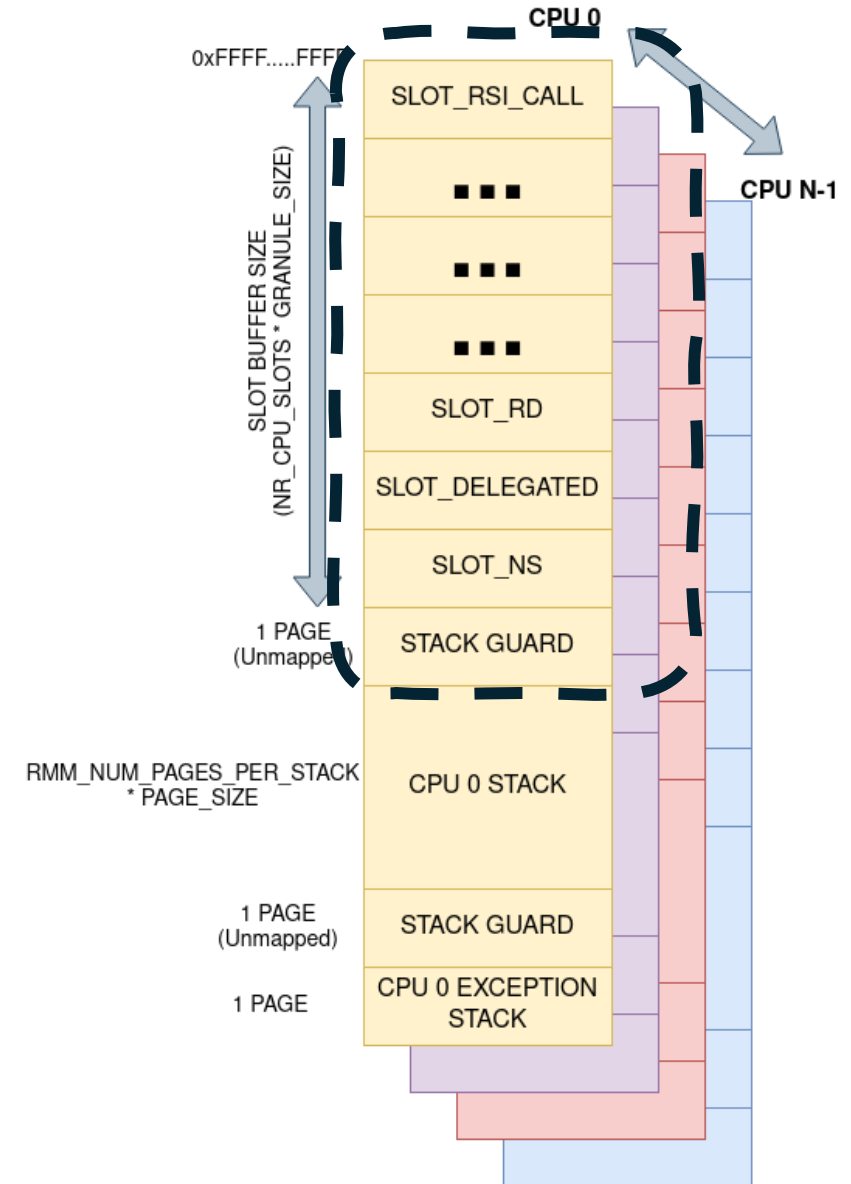 CPU 0
0xFFFF.....FFFF
SLOT_RSI_CALL
CPU N-1
SLOT BUFFER SIZE
(NR_CPU_SLOTS * GRANULE_SIZE)
SLOT_RD
SLOT_DELEGATED
SLOT_NS
1 PAGE
(Unmapped)
STACK GUARD
RMM_NUM_PAGES_PER_STACK
* PAGE_SIZE
CPU 0 STACK
1 PAGE
(Unmapped)
STACK GUARD
1 PAGE
CPU 0 EXCEPTION
STACK